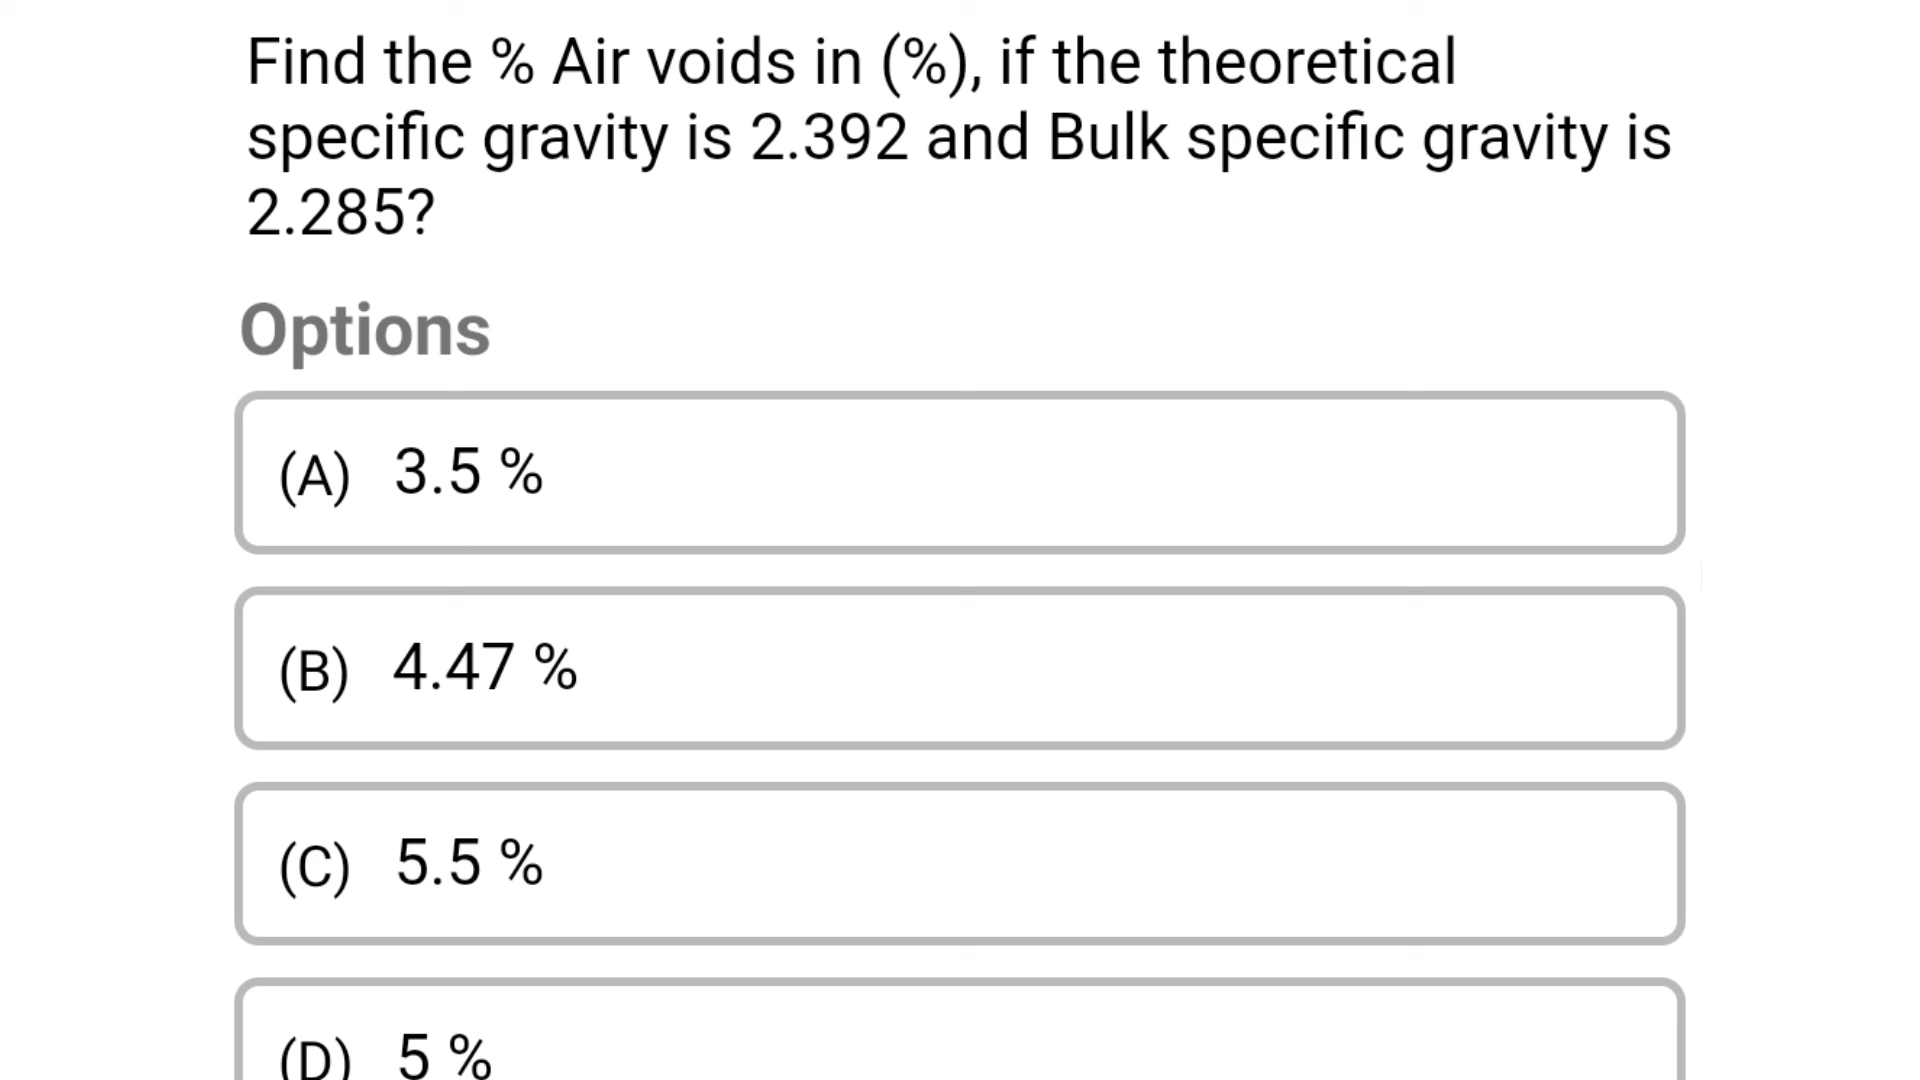 Find the % Air voids in (%), if the theoretical
specific gravity is 2.392 and Bulk specific gravity is
2.285?
Options
(A) 3.5 %
(B) 4.47 %
(C) 5.5 %
(D) 5 %